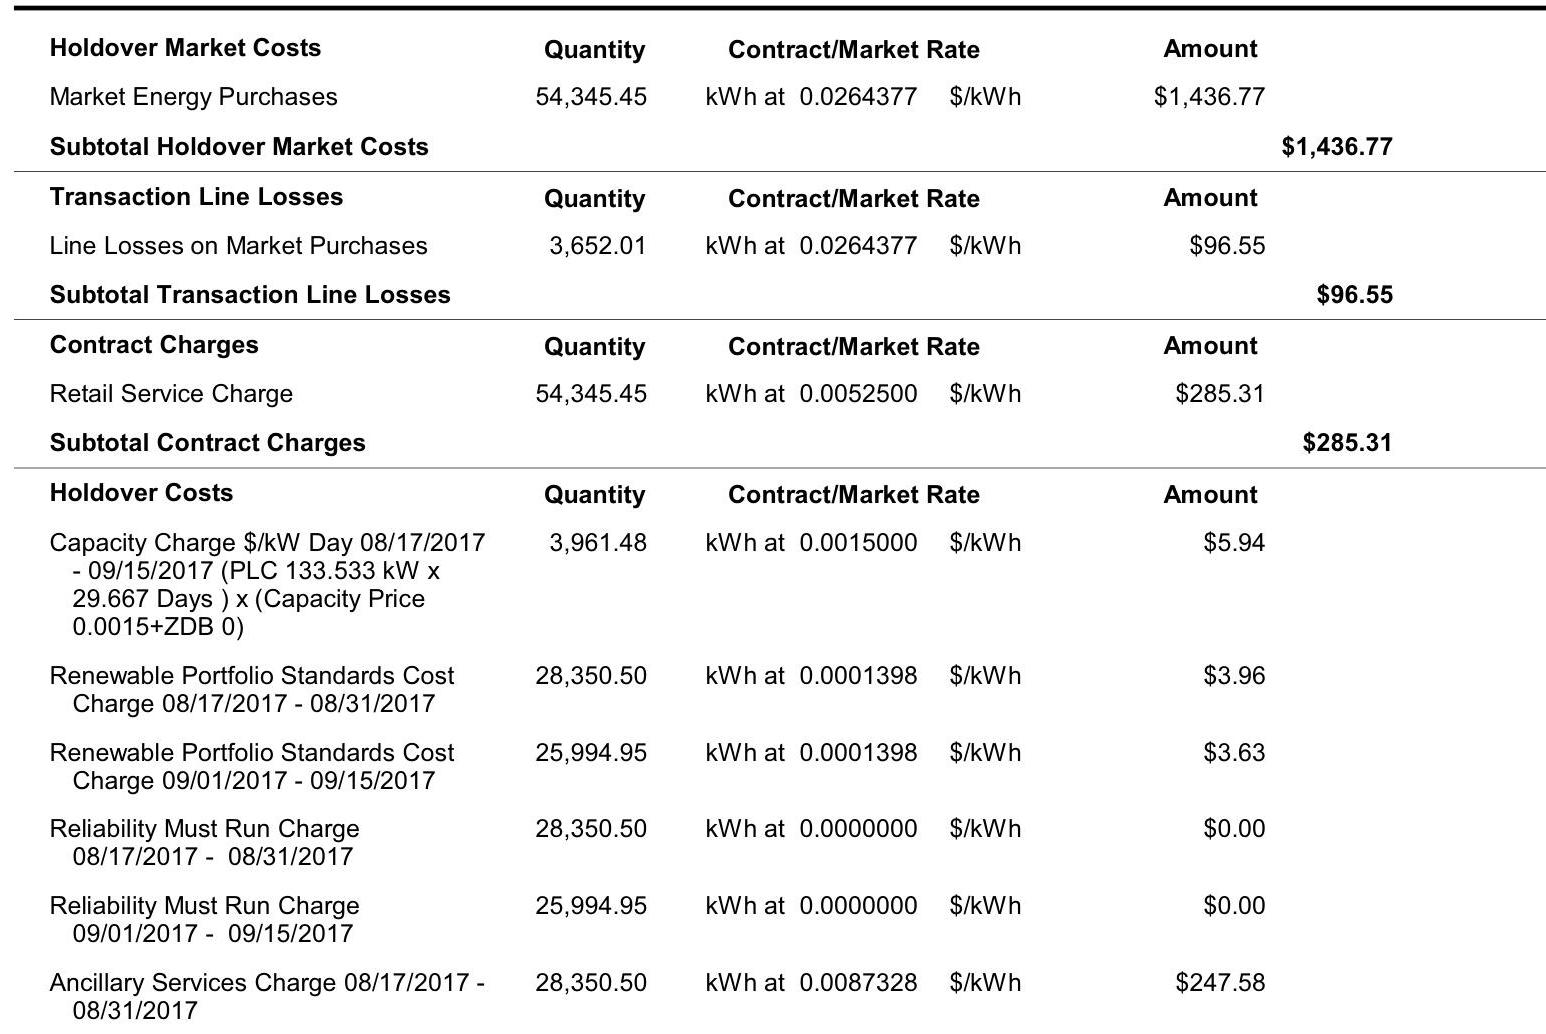 Holdover Market Costs Quantity Contract/Market Rate Amount
Market Energy Purchases 54,345.45 kWh at 0.0264377 $/kWh $1,436.77
Subtotal Holdover Market Costs $1,436.77
Transaction Line Losses Quantity Contract/Market Rate Amount
Line Losses on Market Purchases 3,652.01 kWh at 0.0264377 $/kWh $96.55
Subtotal Transaction Line Losses $96.55
Contract Charges Quantity Contract/Market Rate Amount
Retail Service Charge 54,345.45 kWh at 0.0052500 $/kWh $285.31
Subtotal Contract Charges $285.31
Holdover Costs Quantity Contract/Market Rate Amount
Capacity Charge $/kW Day 08/17/2017 3,961.48 kWh at 0.0015000 $/kWh $5.94
- 09/15/2017 (PLC 133.533 kW x
29.667 Days ) x (Capacity Price
0.0015+ZDB 0)
Renewable Portfolio Standards Cost 28,350.50 kWh at 0.0001398 $/kWh $3.96
Charge 08/17/2017 - 08/31/2017
Renewable Portfolio Standards Cost 25,994.95 kWh at 0.0001398 $/kWh $3.63
Charge 09/01/2017 - 09/15/2017
Reliability Must Run Charge 28,350.50 kWh at 0.0000000 $/kWh $0.00
08/17/2017 - 08/31/2017
Reliability Must Run Charge 25,994.95 kWh at 0.0000000 $/kWh $0.00
09/01/2017 - 09/15/2017
Ancillary Services Charge 08/17/2017 - 28,350.50 kWh at 0.0087328 $/kWh $247.58
08/31/2017